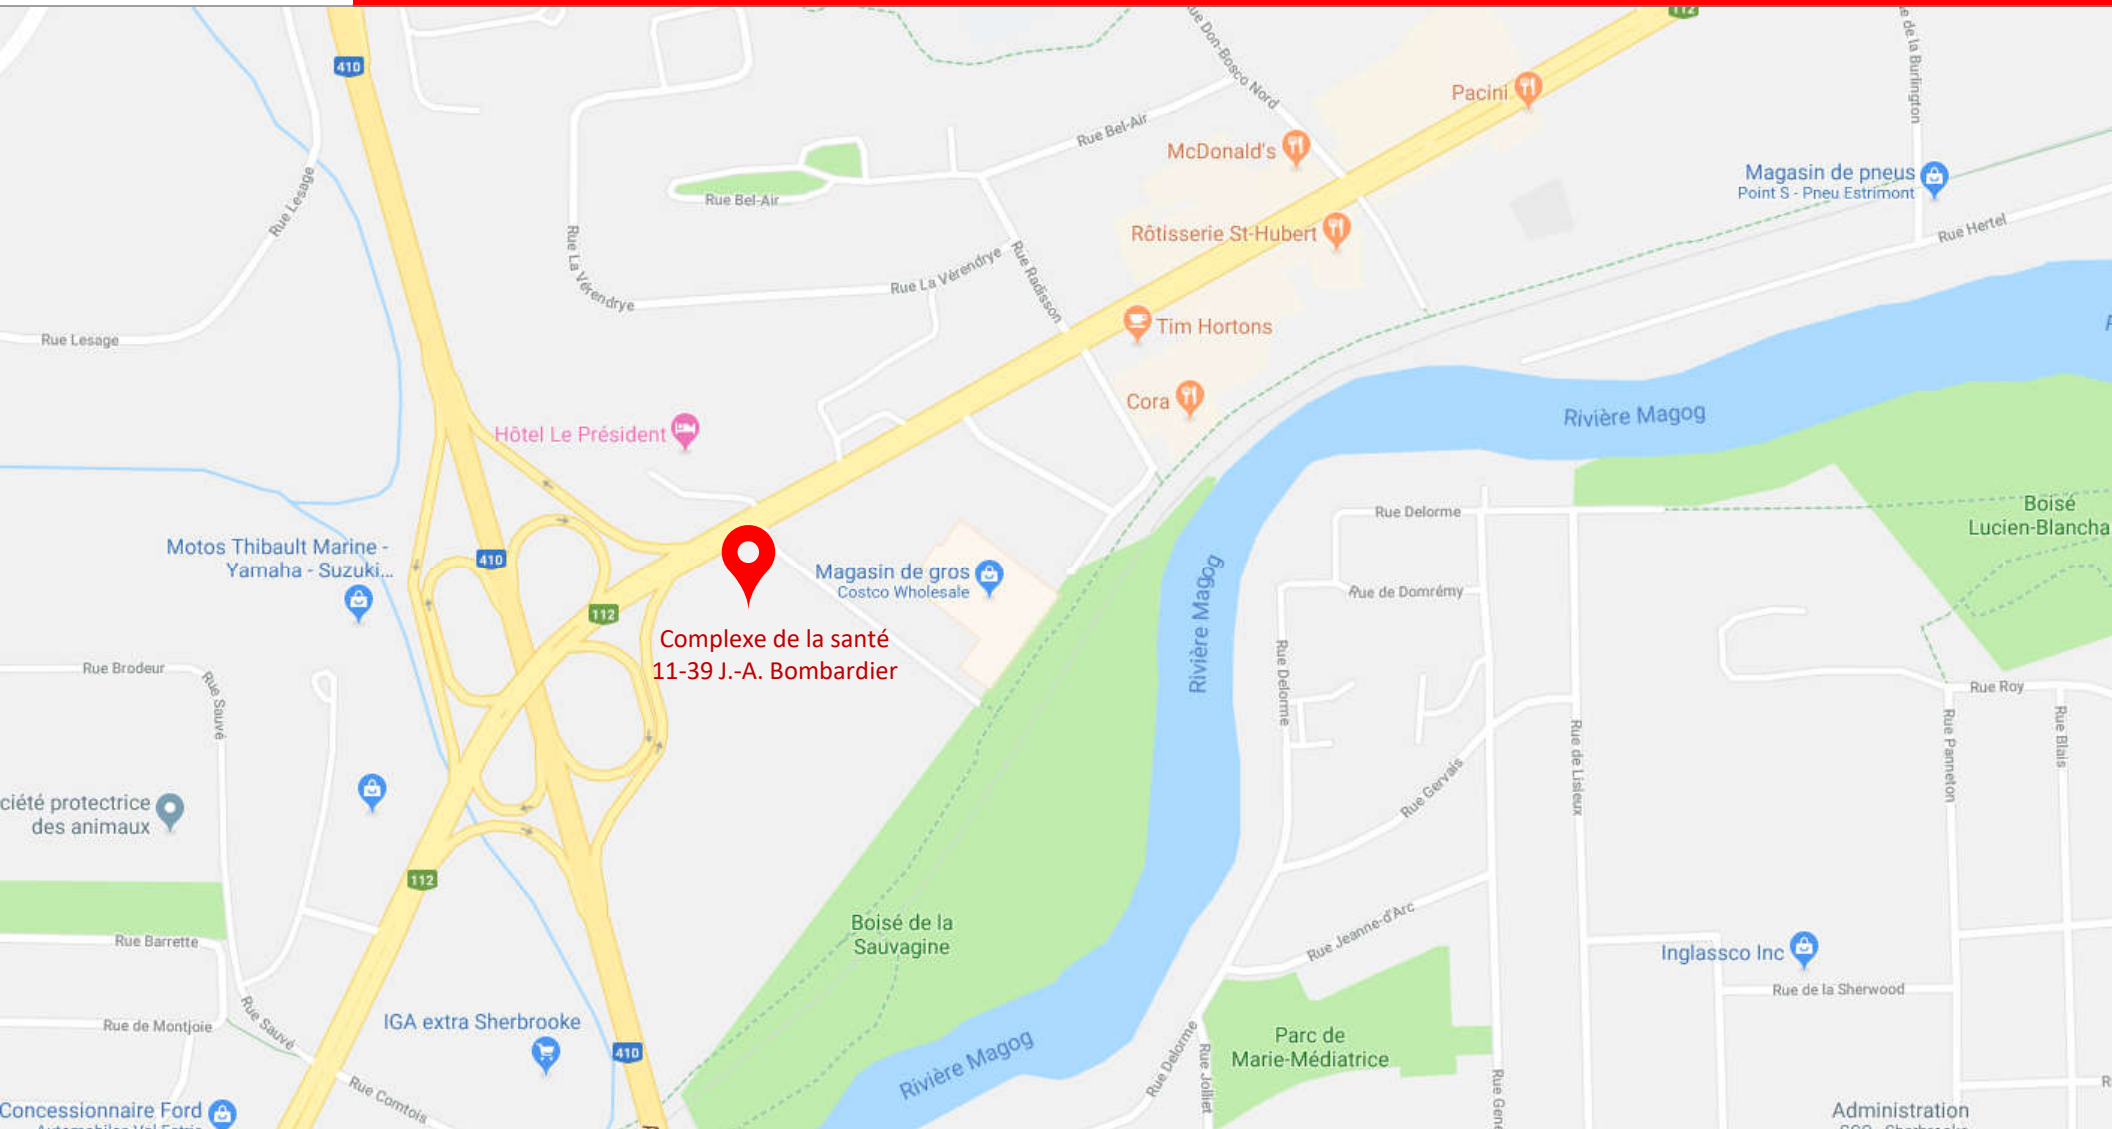 112
410
Rue Don-Bosco Nord
e de la Burlington
Pacini
Rue Bel-Air
McDonald's
Magasin de pneus
Point S - Pneu Estrimont
Rue Lesage
Rue Bel-Air
Rue La Vérendrye
Rôtisserie St-Hubert
Rue Hertel
Rue La Vérendrye
Rue Radisson
Tim Hortons
Rue Lesage
Cora
Rivière Magog
Hôtel Le Président
Rue Delorme
Boisé
Lucien-Blancha
Motos Thibault Marine -
Yamaha - Suzuki...
410
Magasin de gros
Costco Wholesale
Rivière Magog
Rue de Domrémy
112
Complexe de la santé
11-39 J.-A. Bombardier
Rue Brodeur
Rue Sauvé
Rue Delorme
Rue Roy
Rue de Lisieux
Rue Panneton
Rue Blais
Rue Gervais
ciété protectrice
des animaux
112
Boisé de la
Sauvagine
Rue Jeanne-d'Arc
Rue Barrette
Inglassco Inc
Rue de la Sherwood
Rue de Montjoie
Rue Sauvé
IGA extra Sherbrooke
410
Rivière Magog
Parc de
Marie-Médiatrice
Rue Delorme
Rue Jolliet
Rue Gene
Rue Comtois
Concessionnaire Ford
Administration